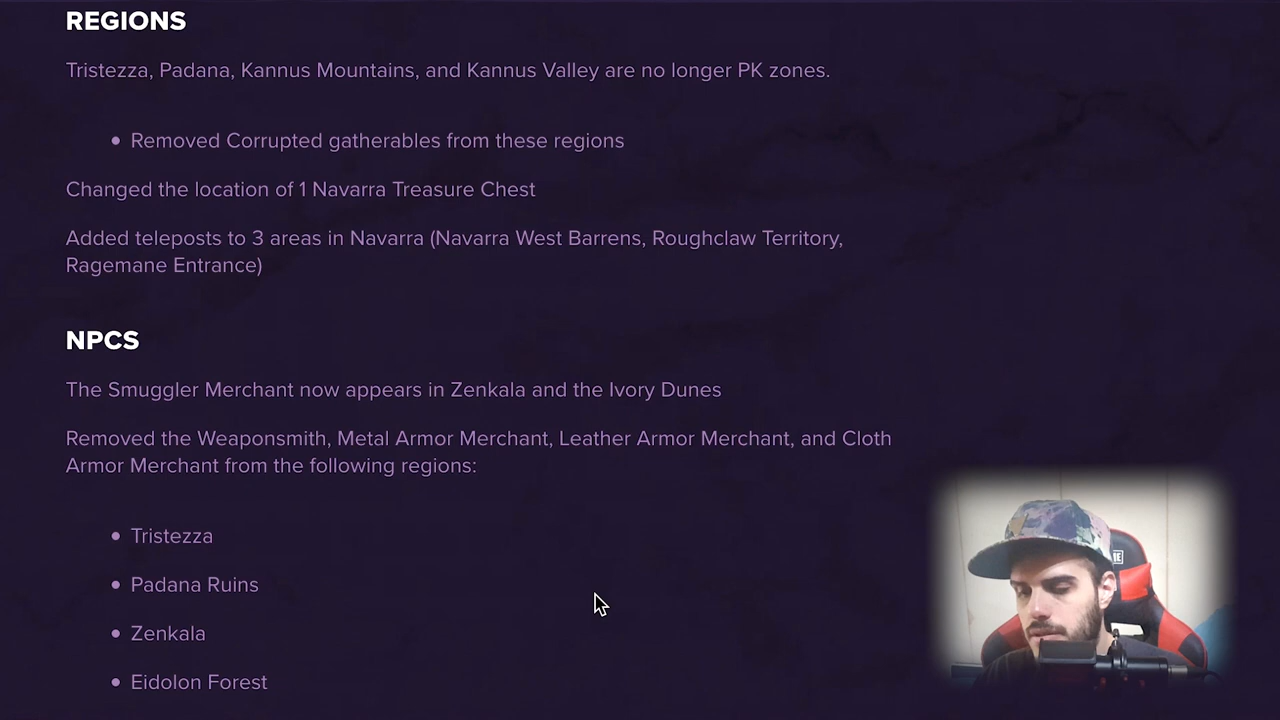 REGIONS
Tristezza, Padana, Kannus Mountains, and Kannus Valley are no longer PK zones.
• Removed Corrupted gatherables from these regions
Changed the location of 1 Navarra Treasure Chest
Added teleposts to 3 areas in Navarra (Navarra West Barrens, Roughclaw Territory,
Ragemane Entrance)
NPCS
The Smuggler Merchant now appears in Zenkala and the Ivory Dunes
Removed the Weaponsmith, Metal Armor Merchant, Leather Armor Merchant, and Cloth
Armor Merchant from the following regions:
• Tristezza
• Padana Ruins
• Zenkala
• Eidolon Forest